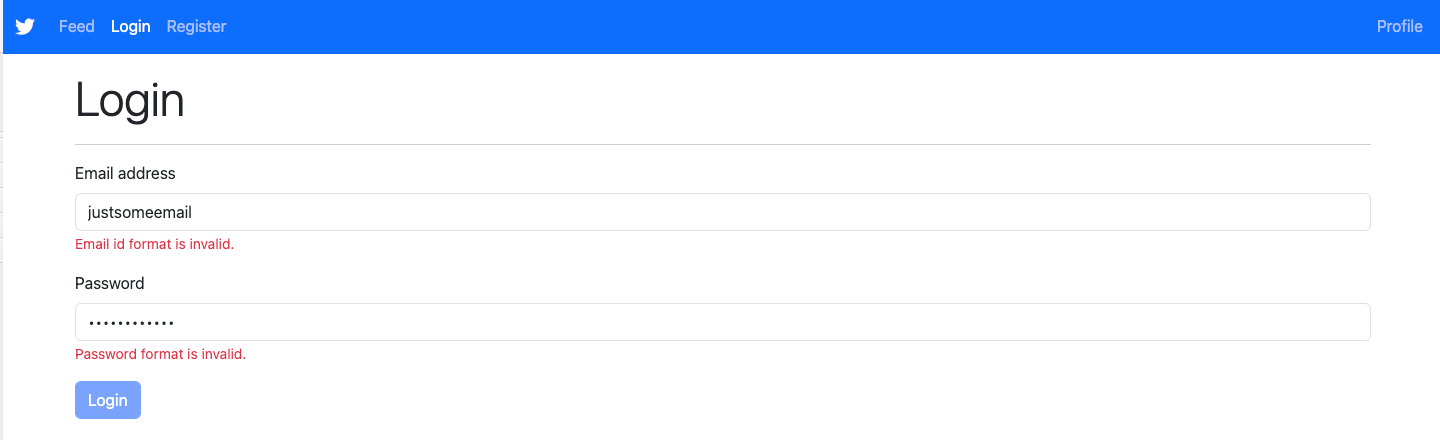 Feed Login Register Profile
Login
Email address
justsomeemail
Email id format is invalid.
Password
••••••••••••
Password format is invalid.
Login